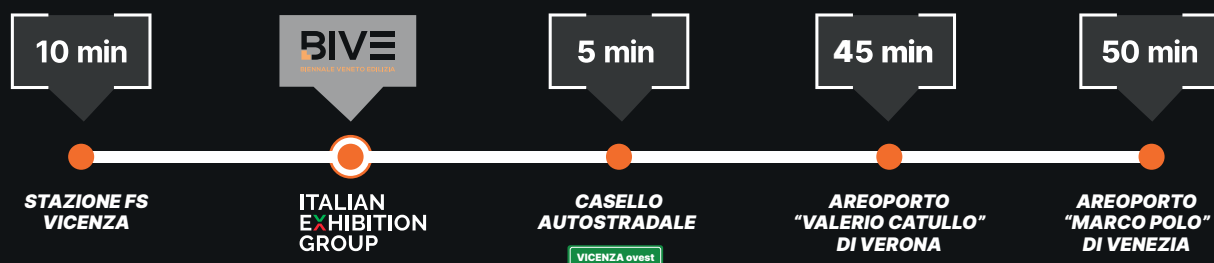 10 min
BIVE
BIENNALE VENETO EDILIZIA
5 min
45 min
50 min
STAZIONE FS
VICENZA
ITALIAN
EXHIBITION
GROUP
CASELLO
AUTOSTRADALE
VICENZA ovest
AREOPORTO
“VALERIO CATULLO”
DI VERONA
AREOPORTO
“MARCO POLO”
DI VENEZIA